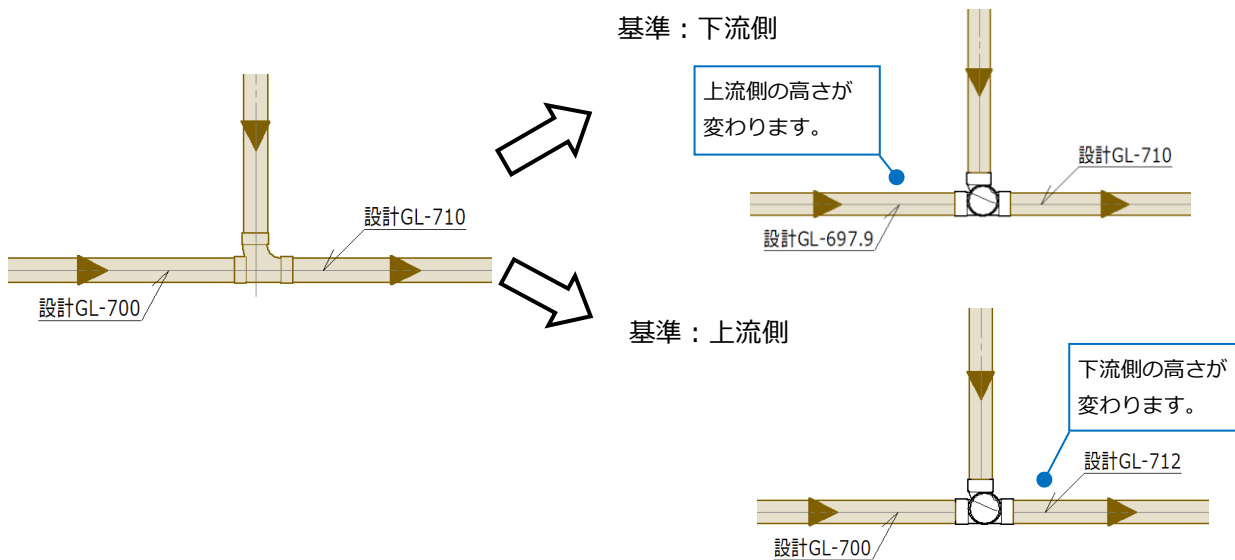 設計GL-710
設計GL-700
基準：下流側
上流側の高さが
変わります。
設計GL-710
設計GL-697.9
基準：上流側
下流側の高さが
変わります。
設計GL-712
設計GL-700